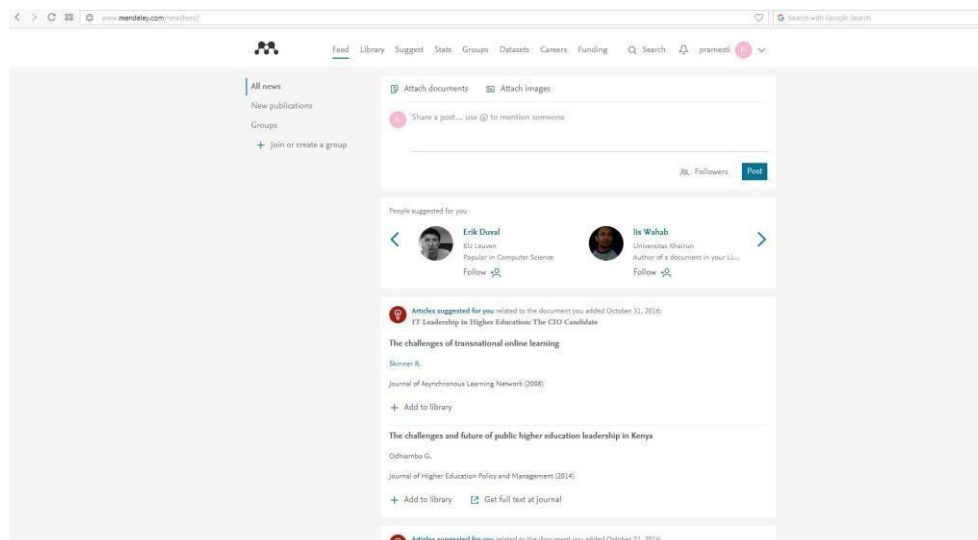 www.mendeley.com/newsfeed/
Search with Google Search
Feed Library Suggest Stats Groups Datasets Careers Funding Search pramesti
All news
New publications
Groups
+ Join or create a group
Attach documents Attach images
Share a post... use @ to mention someone
Followers Post
People suggested for you
Erik Duval
KU Leuven
Popular in Computer Science
Follow
Iis Wahab
Universitas Khairun
Author of a document in your Li...
Follow
Articles suggested for you related to the document you added October 31, 2016:
IT Leadership in Higher Education: The CIO Candidate
The challenges of transnational online learning
Skinner R.
Journal of Asynchronous Learning Network (2008)
+ Add to library
The challenges and future of public higher education leadership in Kenya
Odhiambo G.
Journal of Higher Education Policy and Management (2014)
+ Add to library Get full text at journal
Articles suggested for you related to the document you added October 31, 2016: